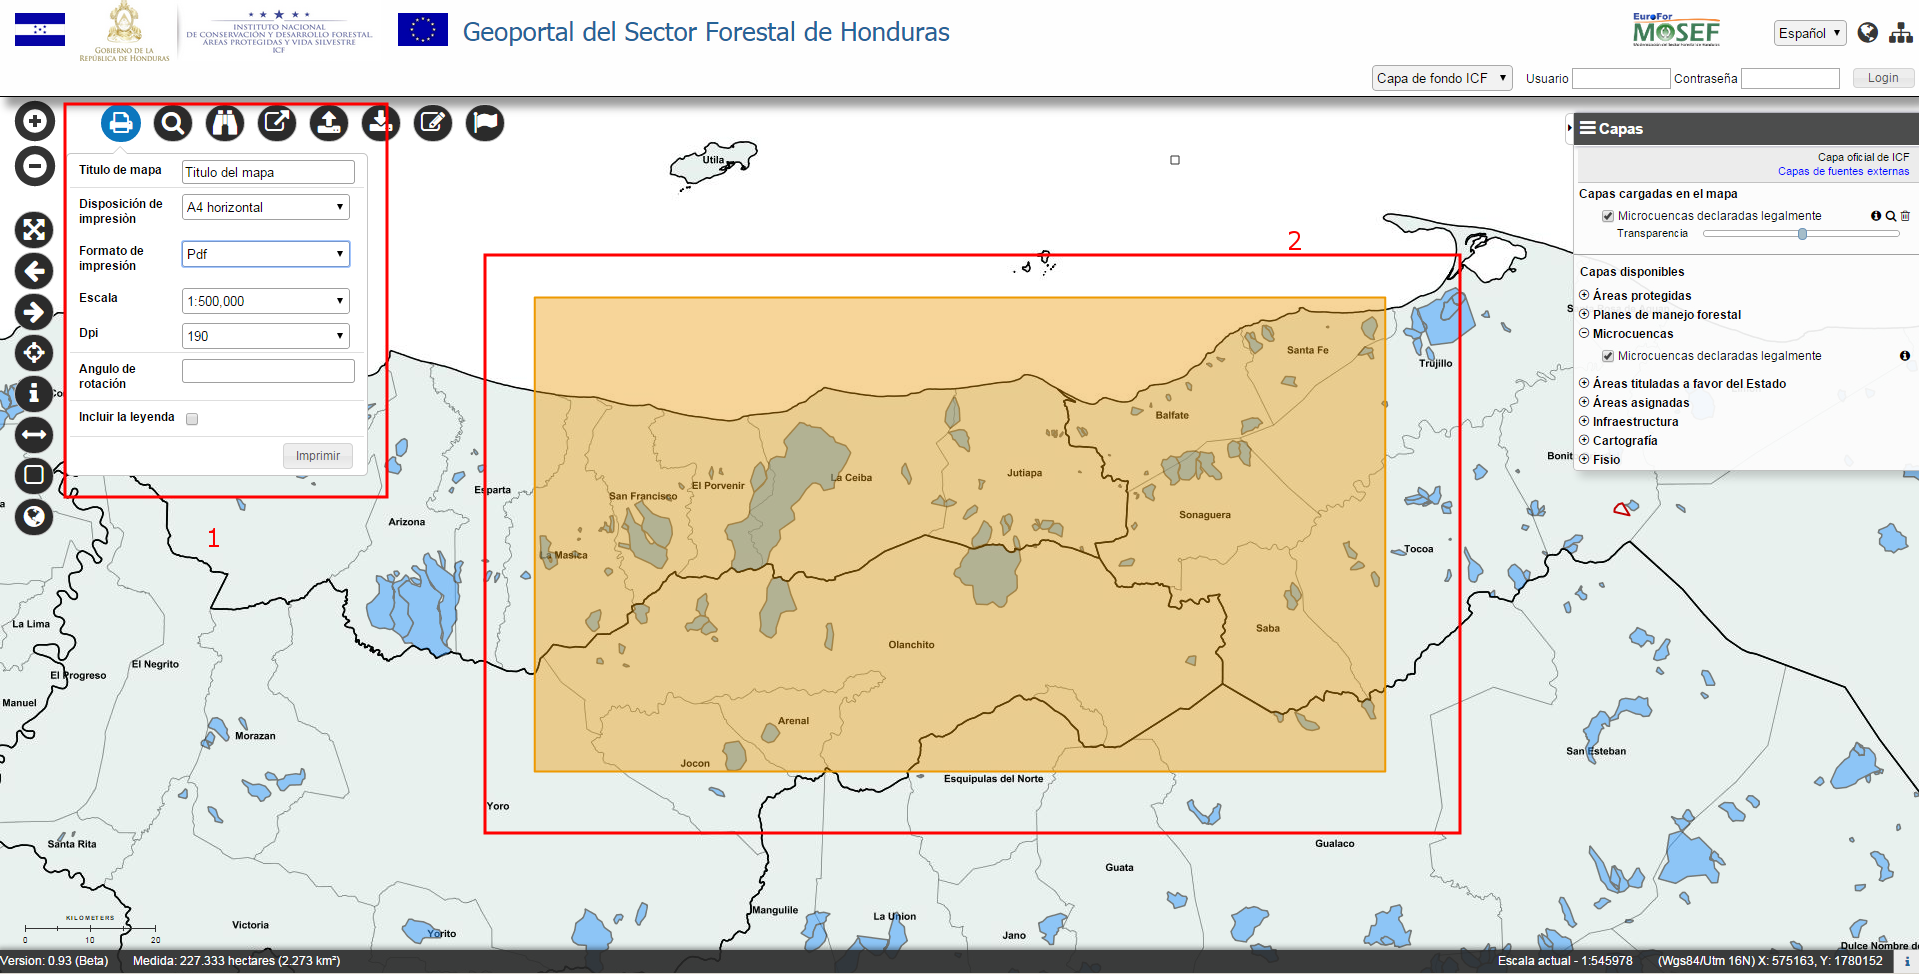 GOBIERNO DE LA
REPÚBLICA DE HONDURAS
INSTITUTO NACIONAL
DE CONSERVACIÓN Y DESARROLLO FORESTAL,
ÁREAS PROTEGIDAS Y VIDA SILVESTRE
ICF
Geoportal del Sector Forestal de Honduras
EuroFor
MOSEF
Español
Capa de fondo ICF
Usuario
Contraseña
Login
Titulo de mapa
Titulo del mapa
Disposición de
impresiòn
A4 horizontal
Formato de
impresión
Pdf
Escala
1:500,000
Dpi
190
Angulo de
rotación
Incluir la leyenda
Imprimir
1
2
Capas
Capa oficial de ICF
Capas de fuentes externas
Capas cargadas en el mapa
Microcuencas declaradas legalmente
Transparencia
Capas disponibles
Áreas protegidas
Planes de manejo forestal
Microcuencas
Microcuencas declaradas legalmente
Áreas tituladas a favor del Estado
Áreas asignadas
Infraestructura
Cartografía
Fisio
Utila
Santa Fe
Trujillo
Balfate
Bonit
La Ceiba
Jutiapa
El Porvenir
San Francisco
Esparta
Arizona
Sonaguera
La Masica
Tocoa
La Lima
Saba
Olanchito
El Negrito
El Progreso
Manuel
Arenal
Morazan
San Esteban
Jocon
Esquipulas del Norte
Yoro
Santa Rita
Gualaco
Guata
Mangulile
La Union
Victoria
Yorito
Jano
Dulce Nombre de
KILOMETERS
0 10 20
Version: 0.93 (Beta)
Medida: 227.333 hectares (2.273 km²)
Escala actual - 1:545978
(Wgs84/Utm 16N) X: 575163, Y: 1780152